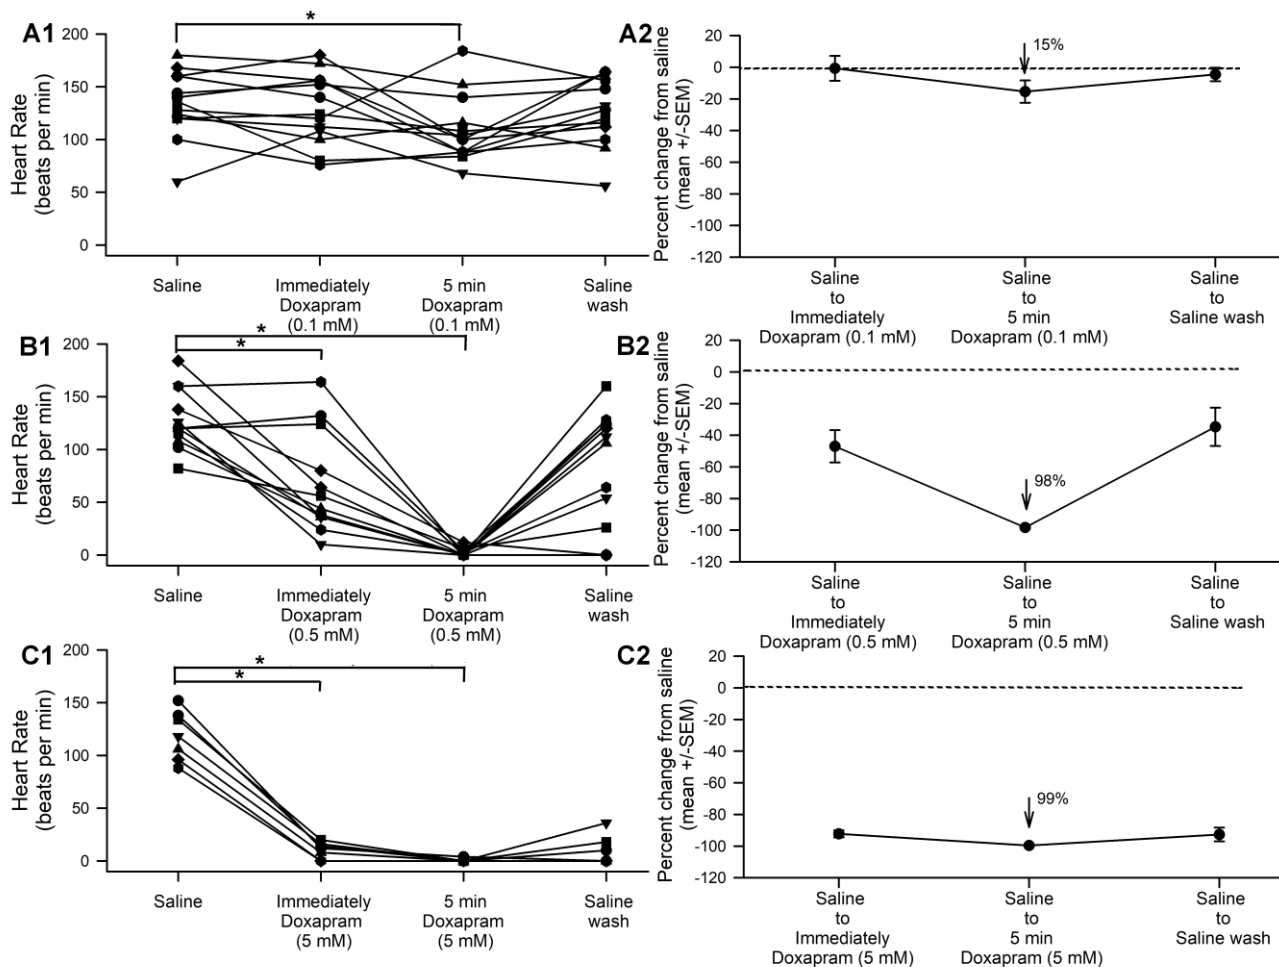 A1
*
200
150
100
50
0
Heart Rate
(beats per min)
Saline
Immediately
Doxapram
(0.1 mM)
5 min
Doxapram
(0.1 mM)
Saline
wash
A2
20
0
-20
-40
-60
-80
-100
-120
Percent change from saline
(mean +/-SEM)
15%
Saline
to
Immediately
Doxapram (0.1 mM)
Saline
to
5 min
Doxapram (0.1 mM)
Saline
to
Saline wash
B1
*
*
200
150
100
50
0
Heart Rate
(beats per min)
Saline
Immediately
Doxapram
(0.5 mM)
5 min
Doxapram
(0.5 mM)
Saline
wash
B2
20
0
-20
-40
-60
-80
-100
-120
Percent change from saline
(mean +/-SEM)
98%
Saline
to
Immediately
Doxapram (0.5 mM)
Saline
to
5 min
Doxapram (0.5 mM)
Saline
to
Saline wash
C1
*
*
200
150
100
50
0
Heart Rate
(beats per min)
Saline
Immediately
Doxapram
(5 mM)
5 min
Doxapram
(5 mM)
Saline
wash
C2
20
0
-20
-40
-60
-80
-100
-120
Percent change from saline
(mean +/-SEM)
99%
Saline
to
Immediately
Doxapram (5 mM)
Saline
to
5 min
Doxapram (5 mM)
Saline
to
Saline wash